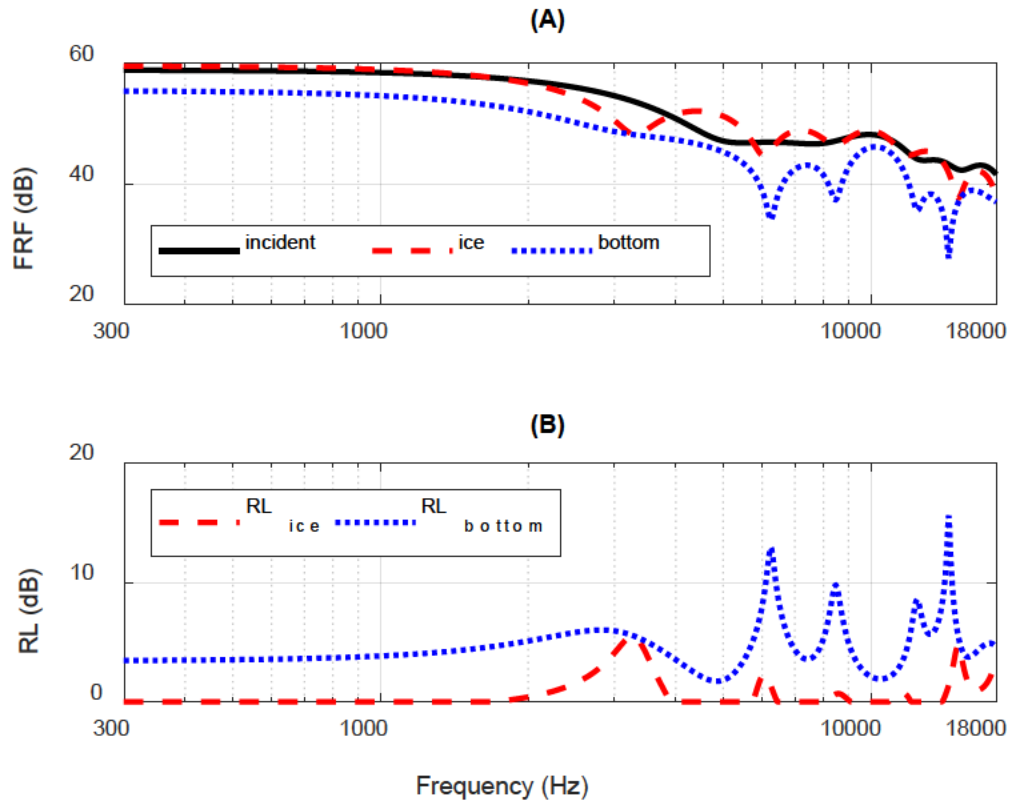 (A)
60
40
20
FRF (dB)
incident ice bottom
300 1000 10000 18000
(B)
20
10
0
RL (dB)
RL ice RL bottom
300 1000 10000 18000
Frequency (Hz)